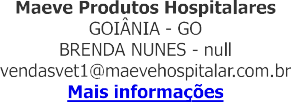 Maeve Produtos Hospitalares
GOIÂNIA - GO
BRENDA NUNES - null
vendasvet1@maevehospitalar.com.br
Mais informações